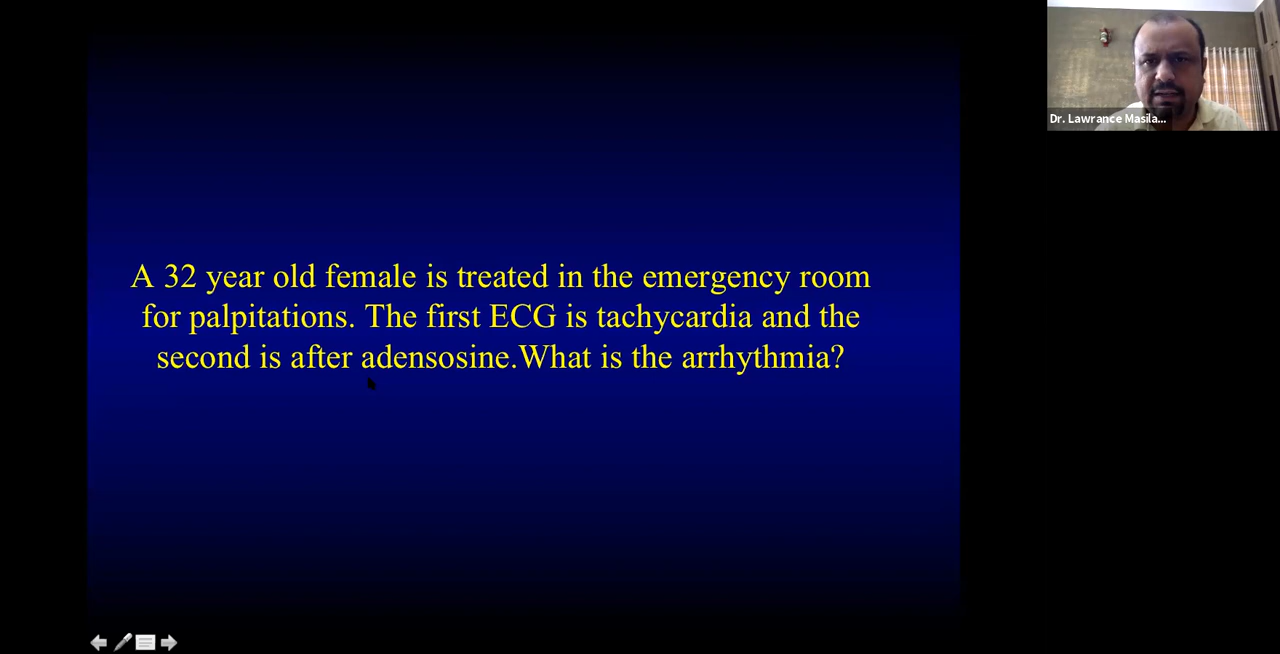 A 32 year old female is treated in the emergency room
for palpitations. The first ECG is tachycardia and the
second is after adensosine.What is the arrhythmia?
Dr. Lawrance Masila...